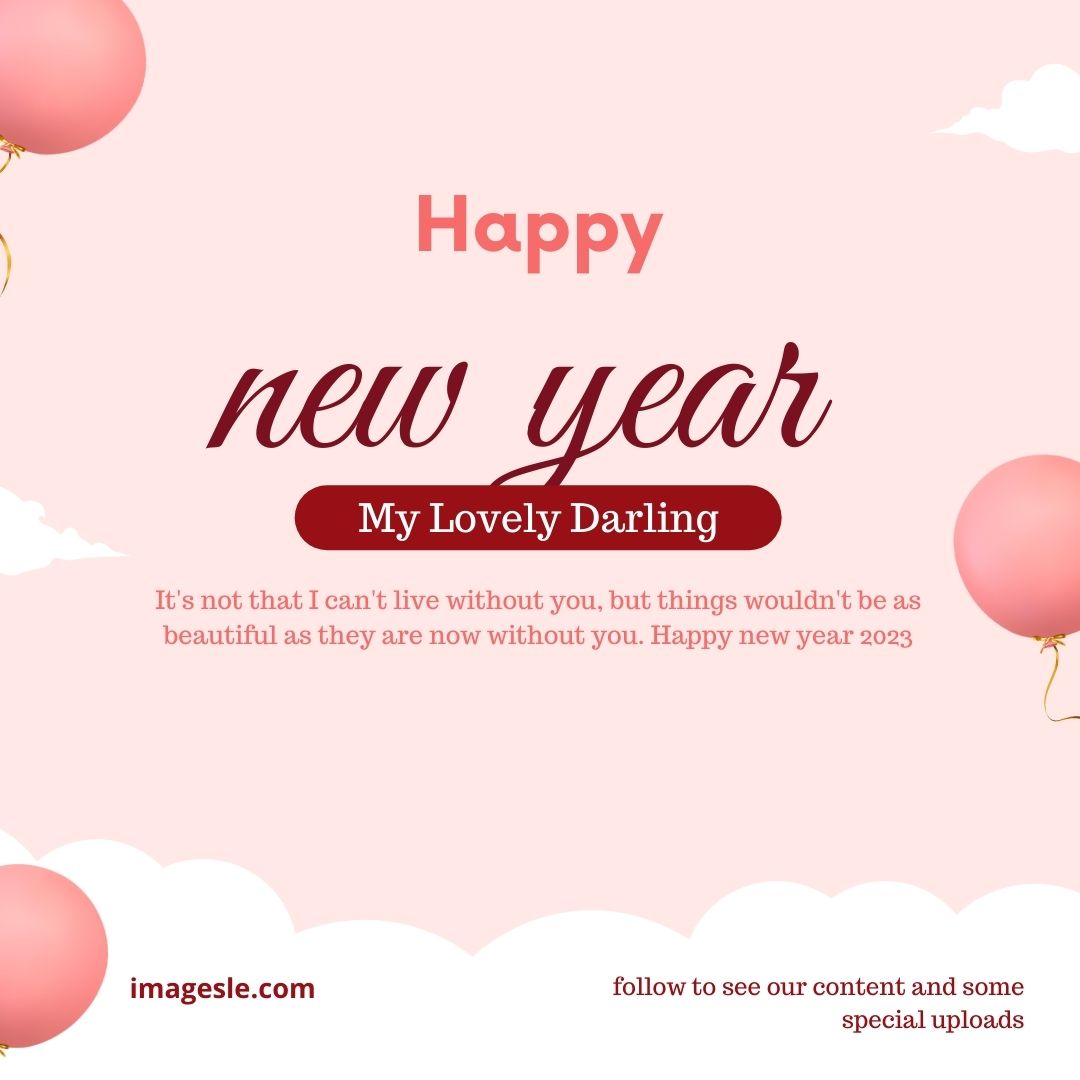 Happy
new year
My Lovely Darling
It's not that I can't live without you, but things wouldn't be as
beautiful as they are now without you. Happy new year 2023
imagesle.com
follow to see our content and some
special uploads